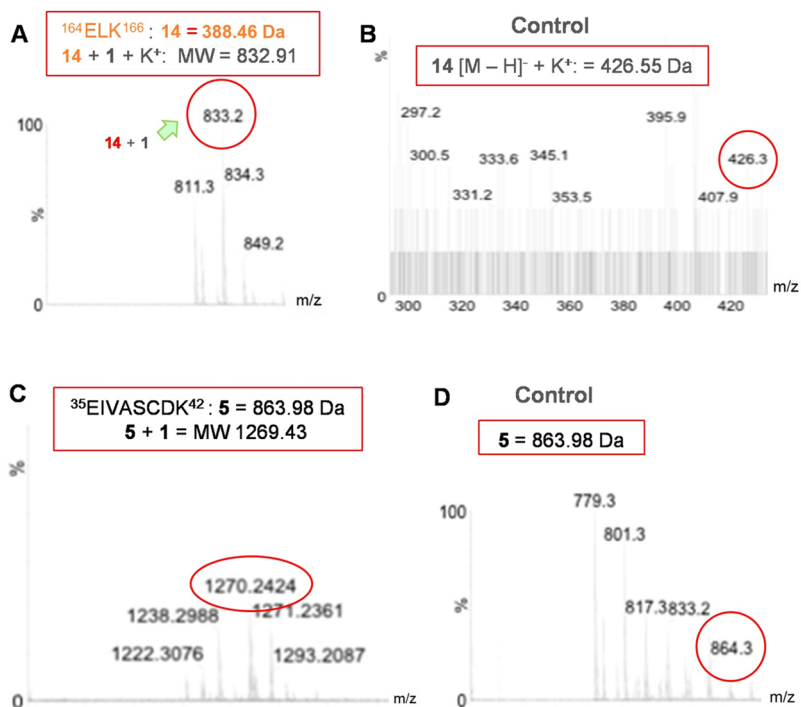 A
¹⁶⁴ELK¹⁶⁶ : 14 = 388.46 Da
14 + 1 + K⁺: MW = 832.91
100
833.2
14 + 1
834.3
811.3
%
849.2
0
m/z
B
Control
%
14 [M – H]⁻ + K⁺: = 426.55 Da
297.2
395.9
300.5
333.6
345.1
426.3
331.2
353.5
407.9
0
m/z
300
320
340
360
380
400
420
C
³⁵EIVASCDK⁴² : 5 = 863.98 Da
5 + 1 = MW 1269.43
%
1270.2424
1238.2988
1271.2361
1222.3076
1293.2087
0
m/z
D
Control
5 = 863.98 Da
779.3
100
801.3
817.3
833.2
%
864.3
0
m/z